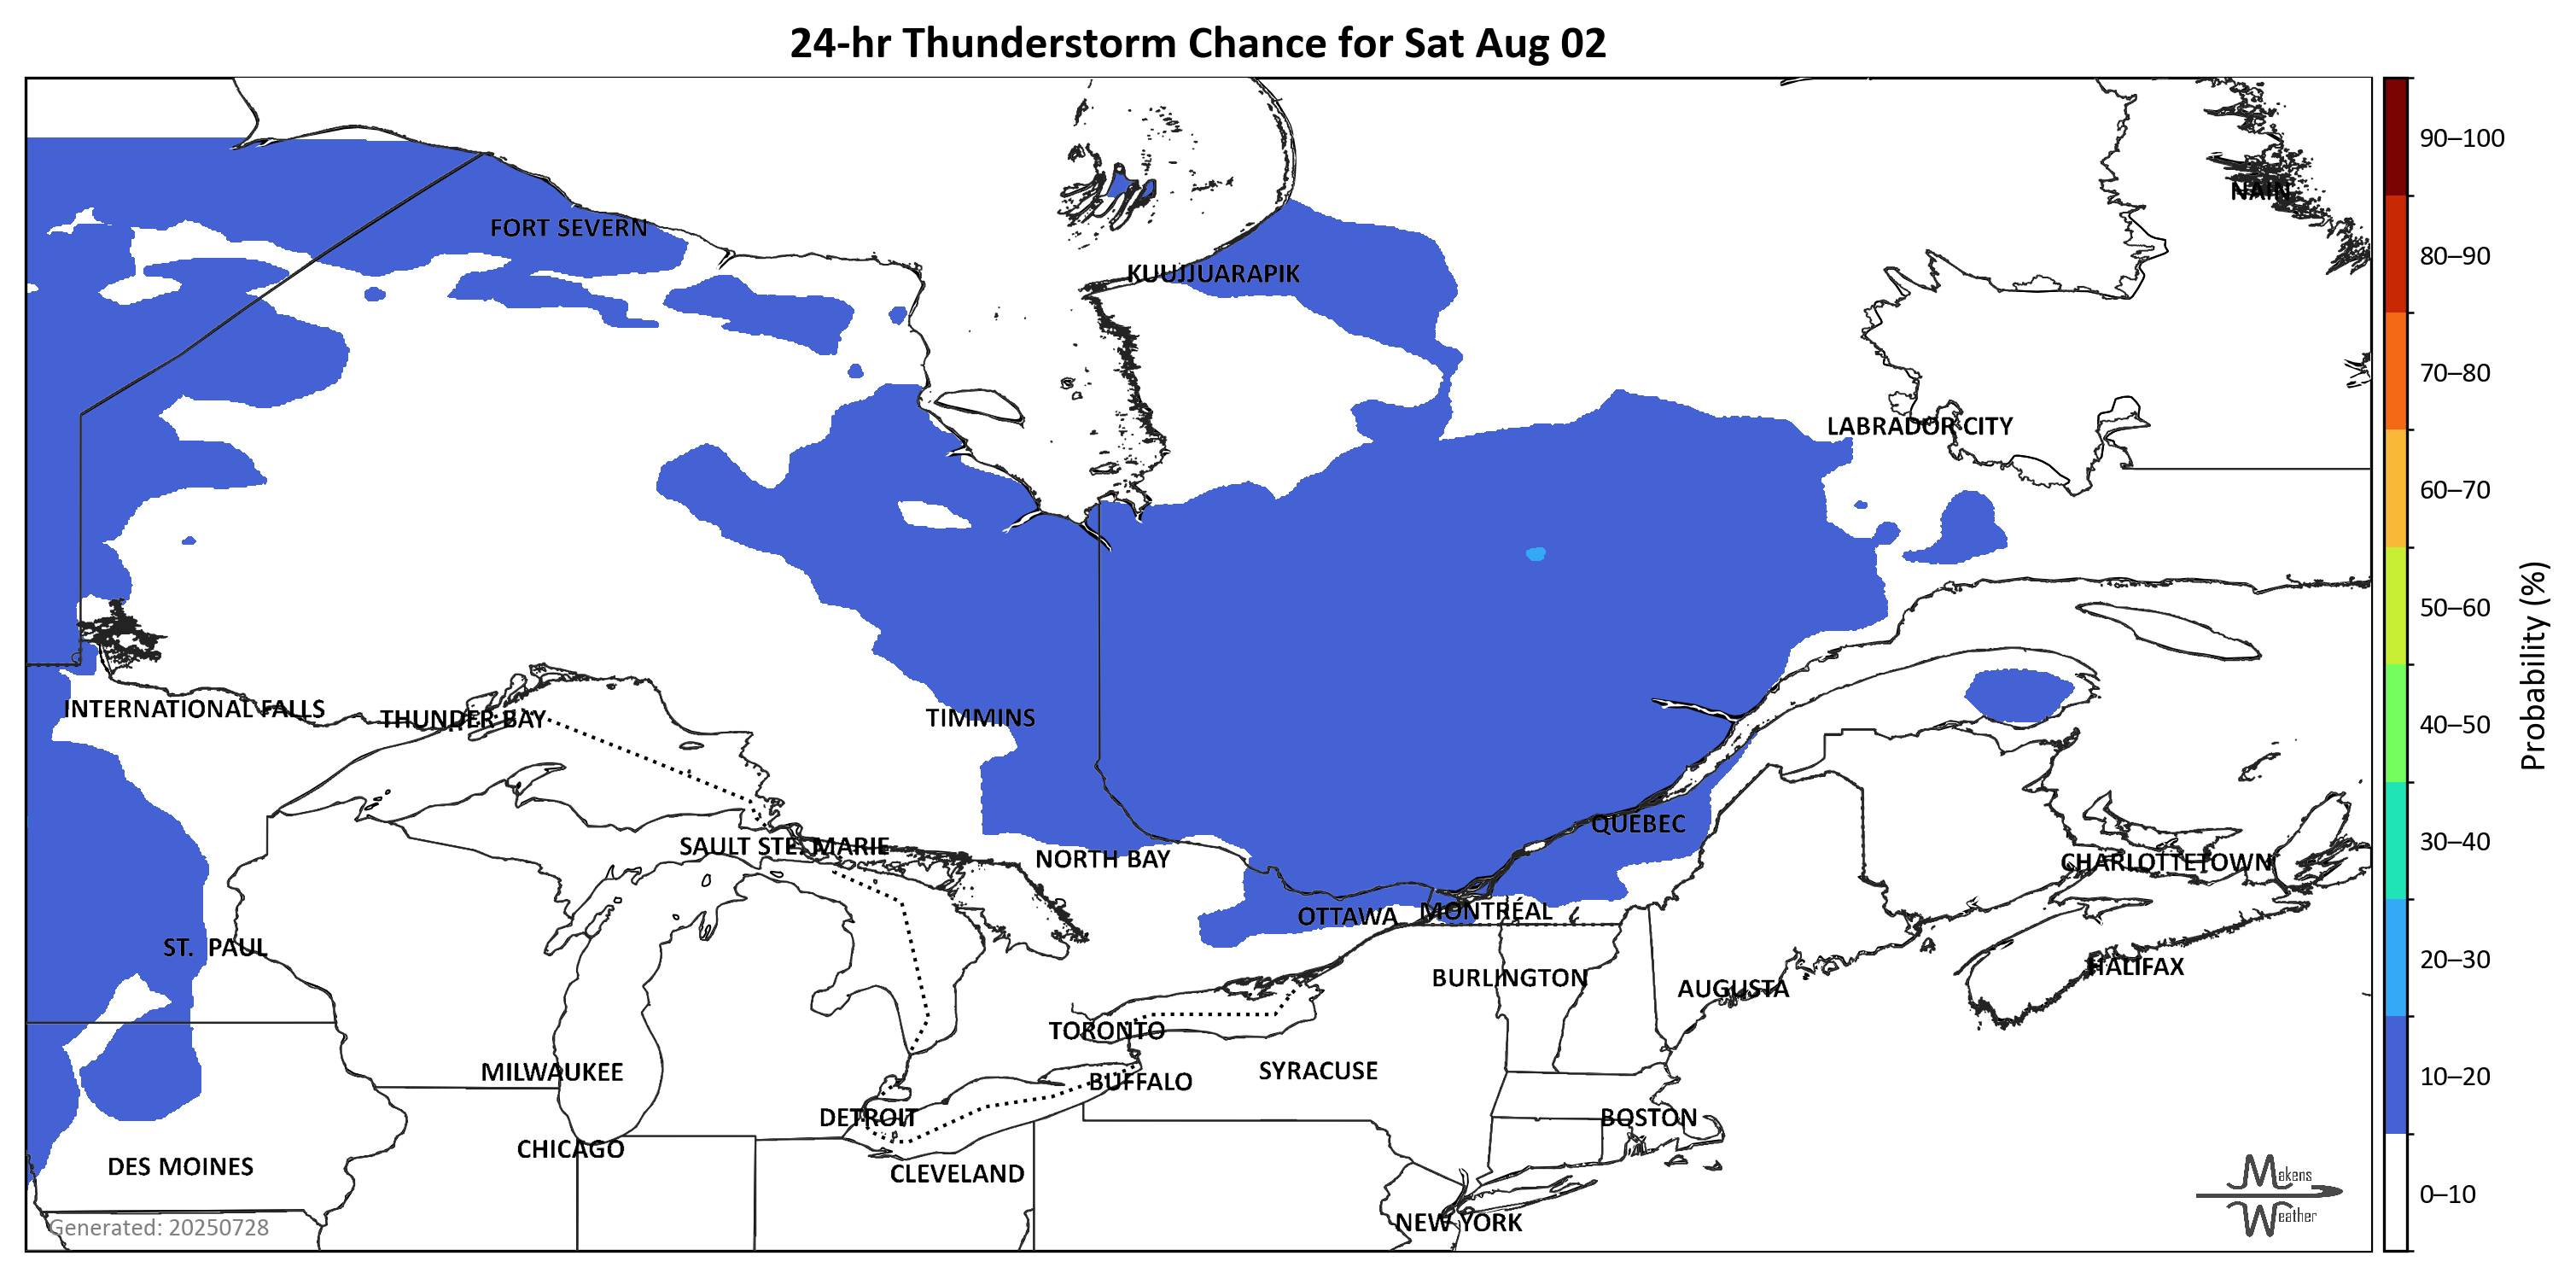 24-hr Thunderstorm Chance for Sat Aug 02
90–100
NAIN
FORT SEVERN
80–90
KUUJJUARAPIK
70–80
LABRADOR CITY
60–70
50–60
Probability (%)
INTERNATIONAL FALLS
THUNDER BAY
TIMMINS
40–50
QUEBEC
SAULT STE. MARIE
30–40
NORTH BAY
CHARLOTTETOWN
OTTAWA
MONTRÉAL
ST. PAUL
20–30
HALIFAX
BURLINGTON
AUGUSTA
TORONTO
MILWAUKEE
SYRACUSE
BUFFALO
10–20
DETROIT
BOSTON
CHICAGO
DES MOINES
CLEVELAND
Makens
Weather
0–10
NEW YORK
Generated: 20250728